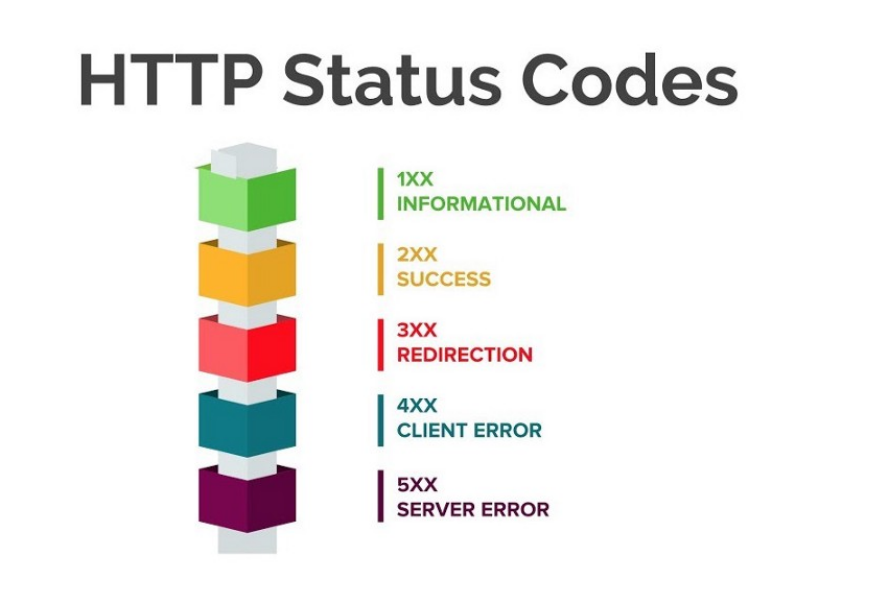 HTTP Status Codes
1XX
INFORMATIONAL
2XX
SUCCESS
3XX
REDIRECTION
4XX
CLIENT ERROR
5XX
SERVER ERROR